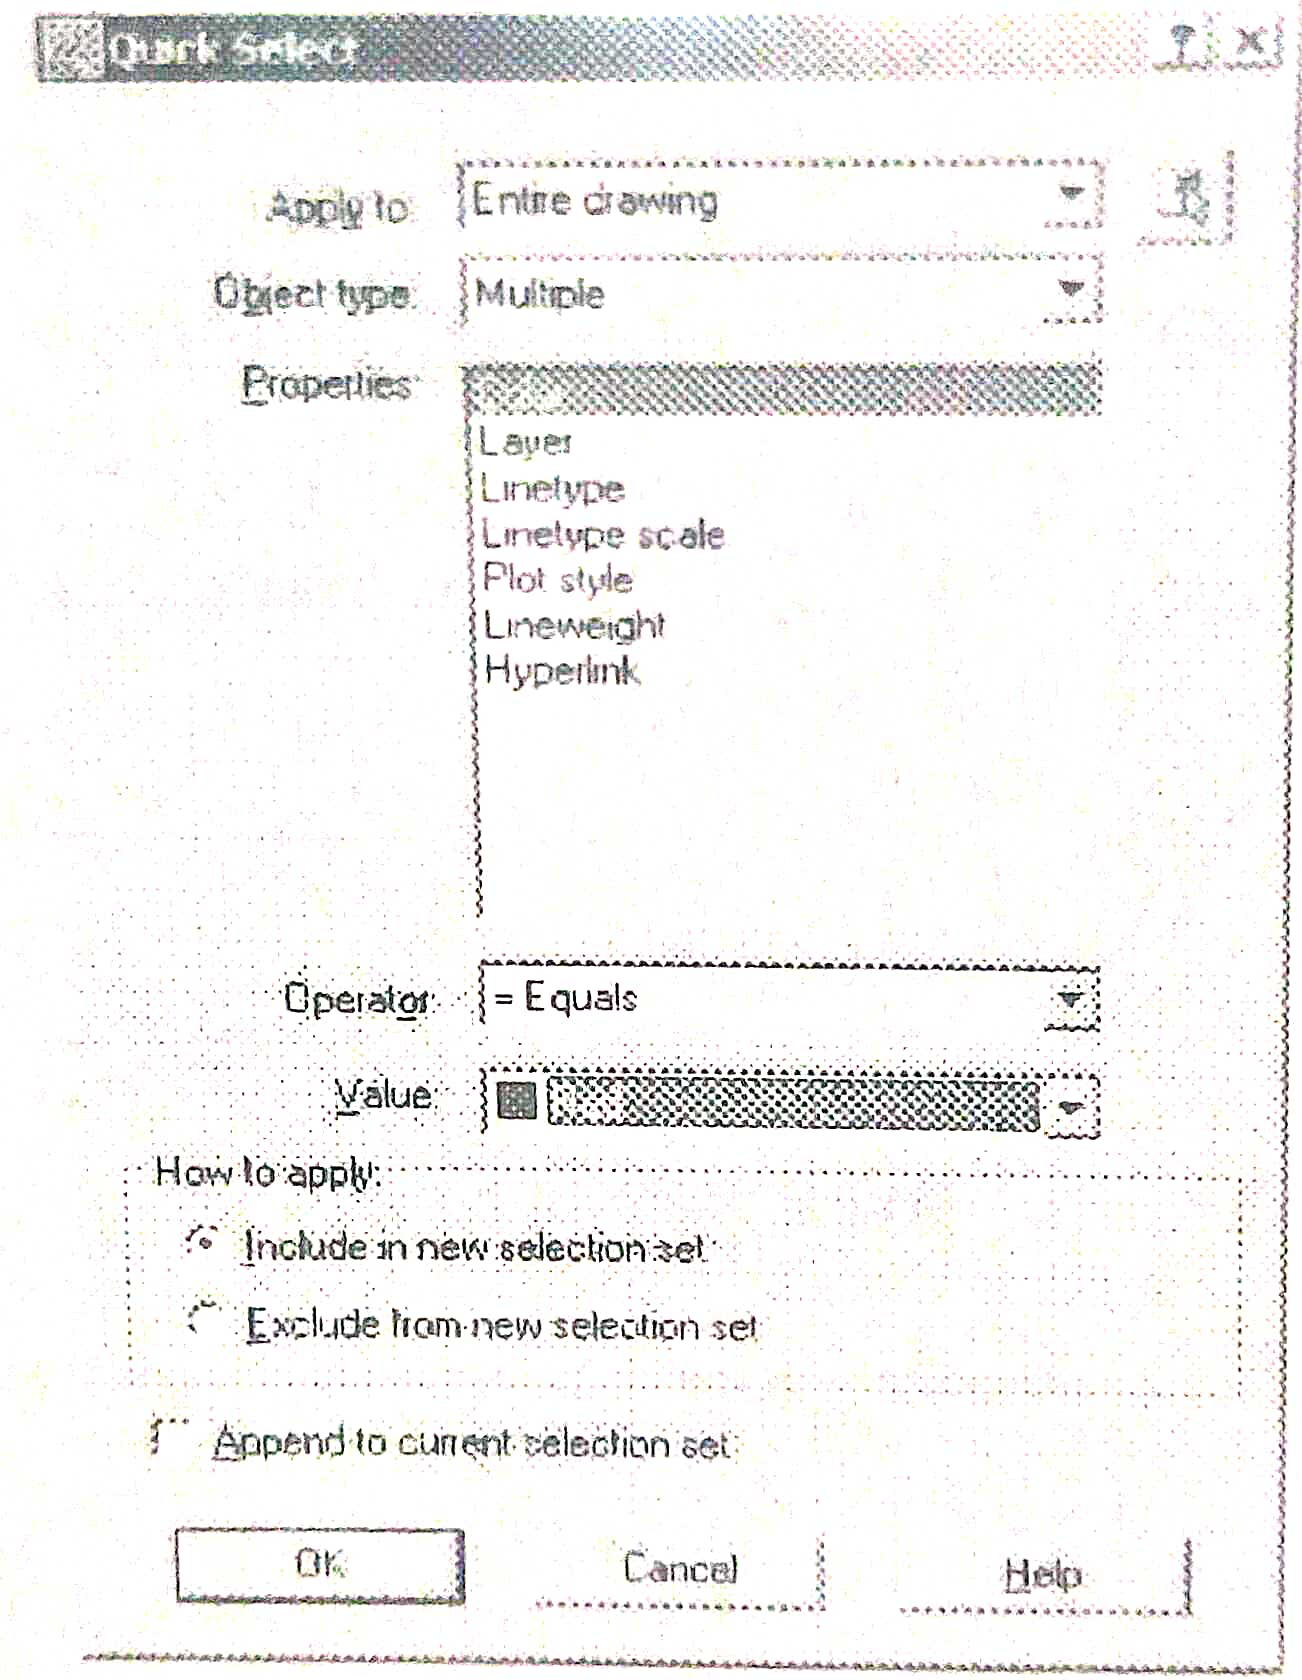 Quick Select
Apply to:
Entire drawing
Object type:
Multiple
Properties:
Layer
Linetype
Linetype scale
Plot style
Lineweight
Hyperlink
Operator:
= Equals
Value:
How to apply:
Include in new selection set
Exclude from new selection set
Append to current selection set
OK
Cancel
Help